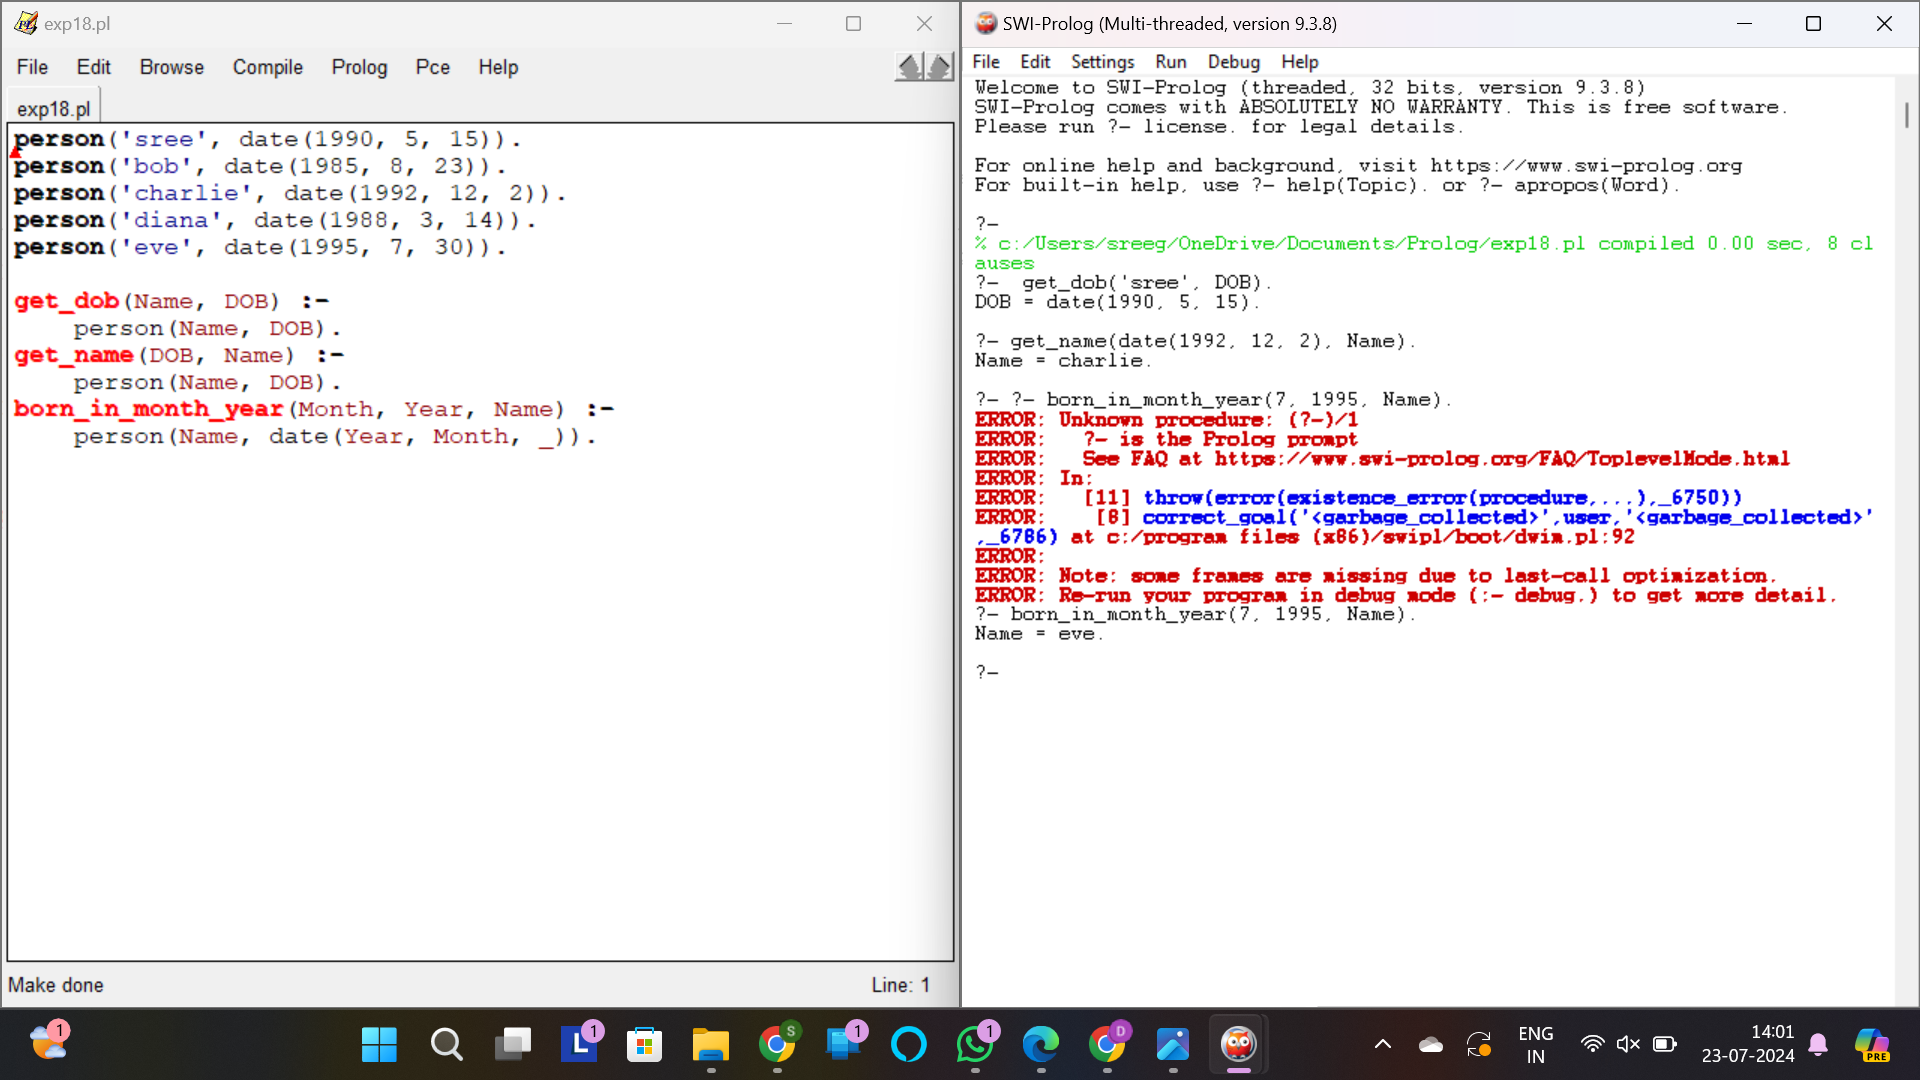 exp18.pl
File Edit Browse Compile Prolog Pce Help
exp18.pl
person('sree', date(1990, 5, 15)).
person('bob', date(1985, 8, 23)).
person('charlie', date(1992, 12, 2)).
person('diana', date(1988, 3, 14)).
person('eve', date(1995, 7, 30)).
get_dob(Name, DOB) :-
    person(Name, DOB).
get_name(DOB, Name) :-
    person(Name, DOB).
born_in_month_year(Month, Year, Name) :-
    person(Name, date(Year, Month, _)).
Make done
Line: 1
SWI-Prolog (Multi-threaded, version 9.3.8)
File Edit Settings Run Debug Help
Welcome to SWI-Prolog (threaded, 32 bits, version 9.3.8)
SWI-Prolog comes with ABSOLUTELY NO WARRANTY. This is free software.
Please run ?- license. for legal details.
For online help and background, visit https://www.swi-prolog.org
For built-in help, use ?- help(Topic). or ?- apropos(Word).
?-
% c:/Users/sreeg/OneDrive/Documents/Prolog/exp18.pl compiled 0.00 sec, 8 cl
auses
?-  get_dob('sree', DOB).
DOB = date(1990, 5, 15).
?- get_name(date(1992, 12, 2), Name).
Name = charlie.
?- ?- born_in_month_year(7, 1995, Name).
ERROR: Unknown procedure: (?-)/1
ERROR:   ?- is the Prolog prompt
ERROR:   See FAQ at https://www.swi-prolog.org/FAQ/ToplevelMode.html
ERROR: In:
ERROR:   [11] throw(error(existence_error(procedure,...),_6750))
ERROR:    [8] correct_goal('<garbage_collected>',user,'<garbage_collected>'
,_6786) at c:/program files (x86)/swipl/boot/dwim.pl:92
ERROR:
ERROR: Note: some frames are missing due to last-call optimization.
ERROR: Re-run your program in debug mode (:- debug.) to get more detail.
?- born_in_month_year(7, 1995, Name).
Name = eve.
?-
1
L 1
S
1
1
D
ENG
IN
14:01
23-07-2024
PRE